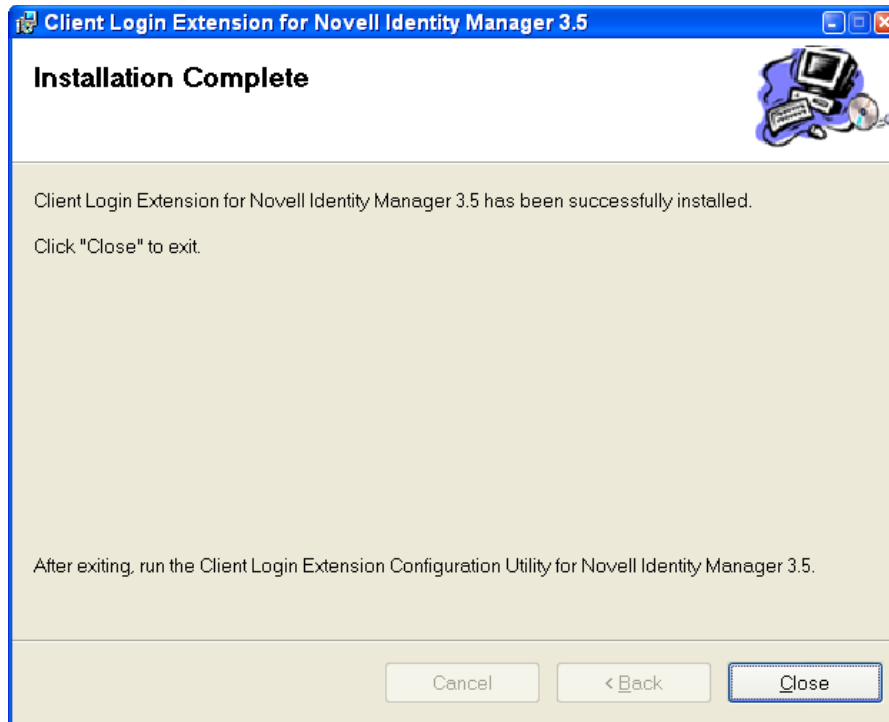 Client Login Extension for Novell Identity Manager 3.5
Installation Complete
Client Login Extension for Novell Identity Manager 3.5 has been successfully installed.
Click "Close" to exit.
After exiting, run the Client Login Extension Configuration Utility for Novell Identity Manager 3.5.
Cancel
< Back
Close